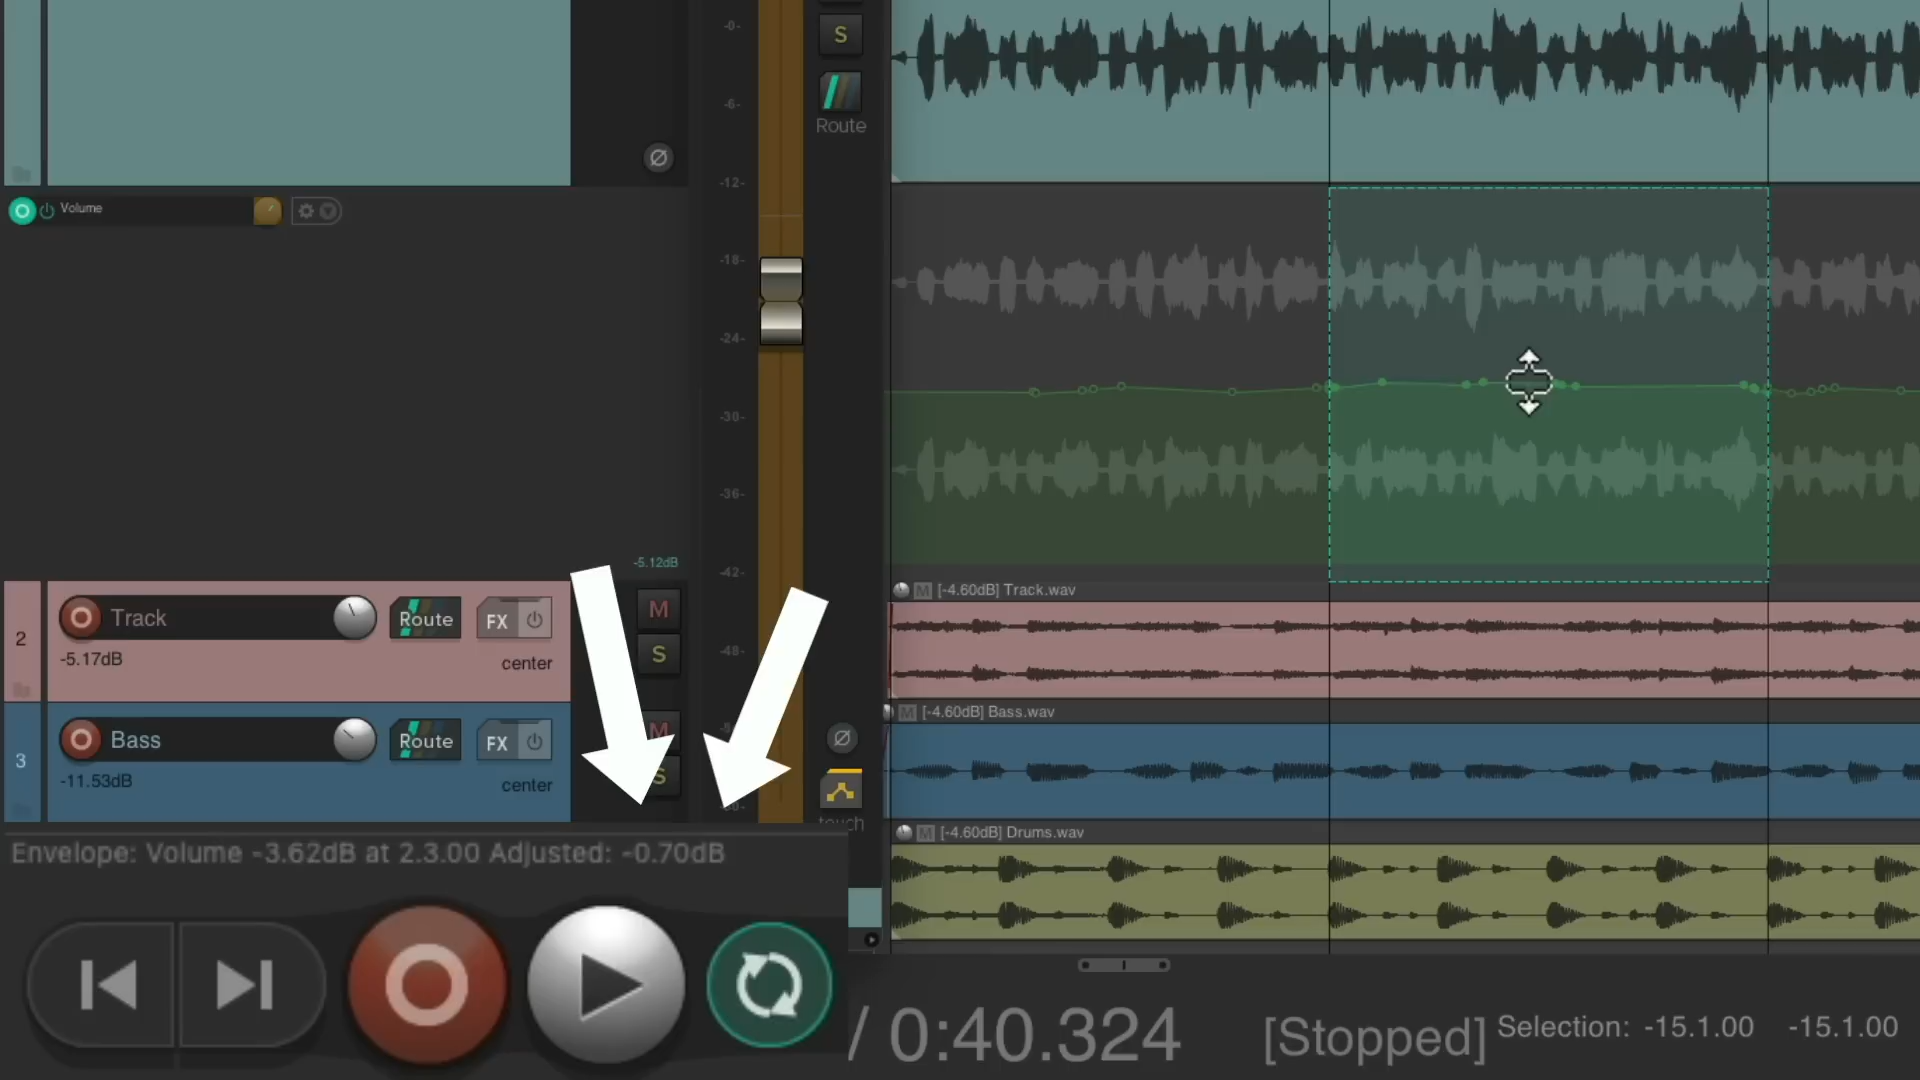 -0-
S
-6-
Route
-12-
Volume
-18-
-24-
-30-
-36-
-5.12dB
-42-
M [-4.60dB] Track.wav
2
Track
Route
FX
M
-5.17dB
center
S
-48-
M [-4.60dB] Bass.wav
3
Bass
Route
FX
M
-11.53dB
center
S
touch
M [-4.60dB] Drums.wav
Envelope: Volume -3.62dB at 2.3.00 Adjusted: -0.70dB
/ 0:40.324
[Stopped]
Selection: -15.1.00 -15.1.00